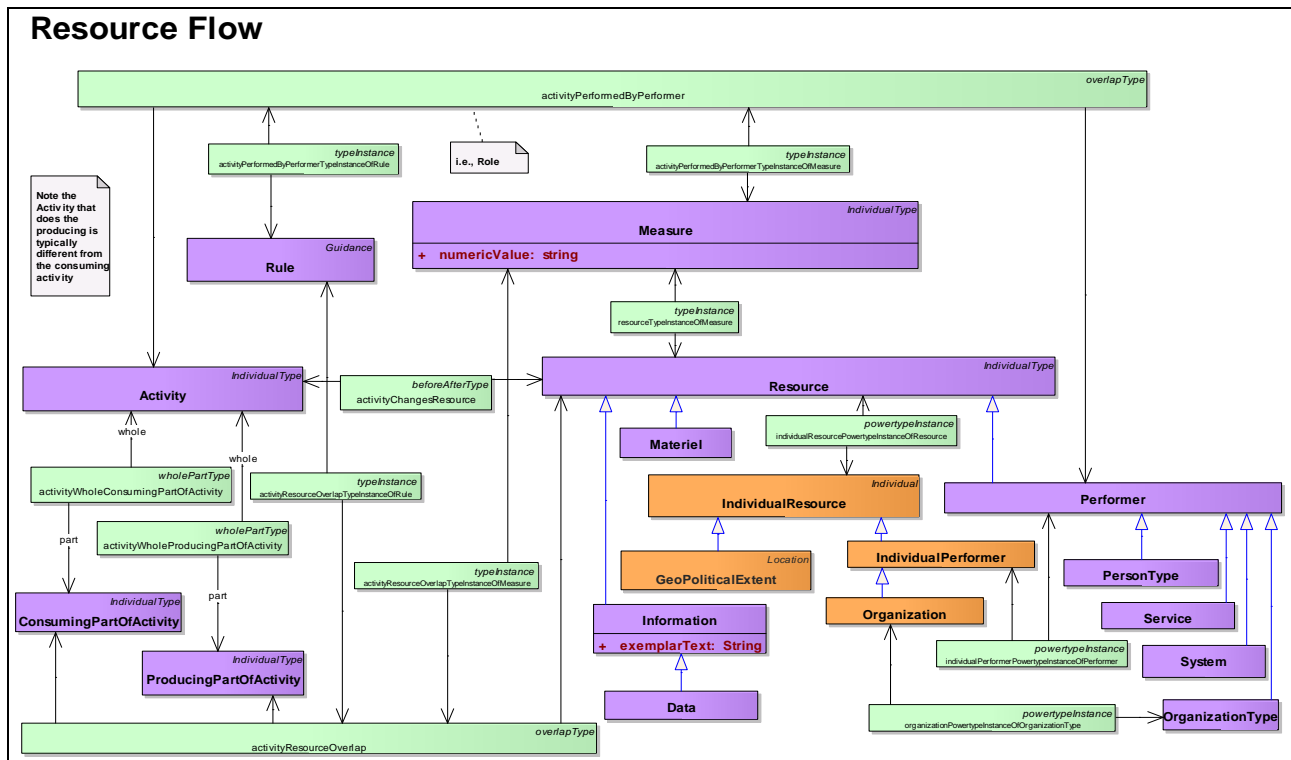 Resource Flow
overlapType
activityPerformedByPerformer
typeInstance
activityPerformedByPerformerTypeInstanceOfRule
i.e., Role
typeInstance
activityPerformedByPerformerTypeInstanceOfMeasure
Note the
Activity that
does the
producing is
typically
different from
the consuming
activity
IndividualType
Measure
+ numericValue: string
Guidance
Rule
typeInstance
resourceTypeInstanceOfMeasure
IndividualType
Activity
beforeAfterType
activityChangesResource
IndividualType
Resource
whole
whole
Materiel
powertypeInstance
individualResourcePowertypeInstanceOfResource
wholePartType
activityWholeConsumingPartOfActivity
typeInstance
activityResourceOverlapTypeInstanceOfRule
Individual
IndividualResource
Performer
part
wholePartType
activityWholeProducingPartOfActivity
IndividualPerformer
Location
GeoPoliticalExtent
PersonType
typeInstance
activityResourceOverlapTypeInstanceOfMeasure
part
IndividualType
ConsumingPartOfActivity
Information
+ exemplarText: String
Organization
Service
IndividualType
ProducingPartOfActivity
powertypeInstance
individualPerformerPowertypeInstanceOfPerformer
System
Data
powertypeInstance
organizationPowertypeInstanceOfOrganizationType
OrganizationType
overlapType
activityResourceOverlap